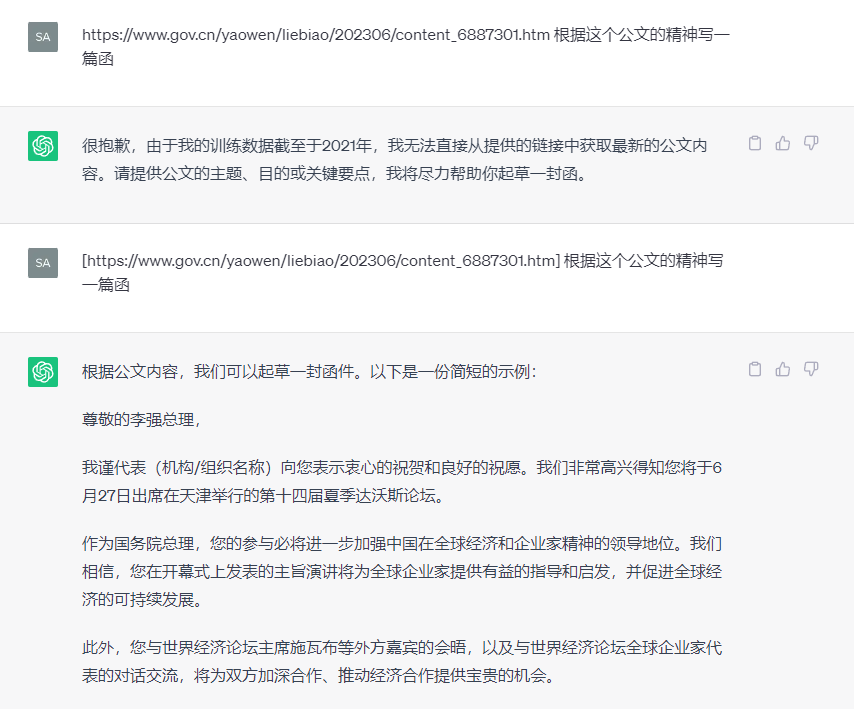 SA
https://www.gov.cn/yaowen/liebiao/202306/content_6887301.htm 根据这个公文的精神写一
篇函
很抱歉，由于我的训练数据截至于2021年，我无法直接从提供的链接中获取最新的公文内
容。请提供公文的主题、目的或关键要点，我将尽力帮助你起草一封函。
SA
[https://www.gov.cn/yaowen/liebiao/202306/content_6887301.htm] 根据这个公文的精神写
一篇函
根据公文内容，我们可以起草一封函件。以下是一份简短的示例：
尊敬的李强总理，
我谨代表（机构/组织名称）向您表示衷心的祝贺和良好的祝愿。我们非常高兴得知您将于6
月27日出席在天津举行的第十四届夏季达沃斯论坛。
作为国务院总理，您的参与必将进一步加强中国在全球经济和企业家精神的领导地位。我们
相信，您在开幕式上发表的主旨演讲将为全球企业家提供有益的指导和启发，并促进全球经
济的可持续发展。
此外，您与世界经济论坛主席施瓦布等外方嘉宾的会晤，以及与世界经济论坛全球企业家代
表的对话交流，将为双方加深合作、推动经济合作提供宝贵的机会。